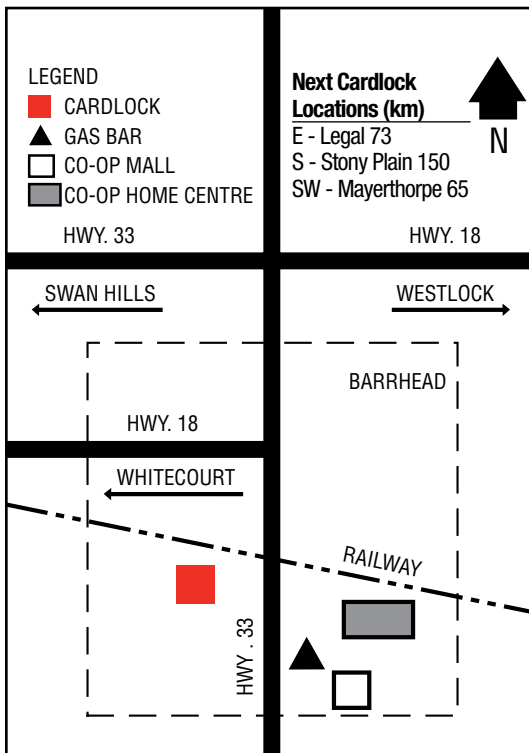 LEGEND
CARDLOCK
GAS BAR
CO-OP MALL
CO-OP HOME CENTRE
Next Cardlock
Locations (km)
E - Legal 73
S - Stony Plain 150
SW - Mayerthorpe 65
N
HWY. 33
HWY. 18
SWAN HILLS
WESTLOCK
BARRHEAD
HWY. 18
WHITECOURT
RAILWAY
HWY . 33